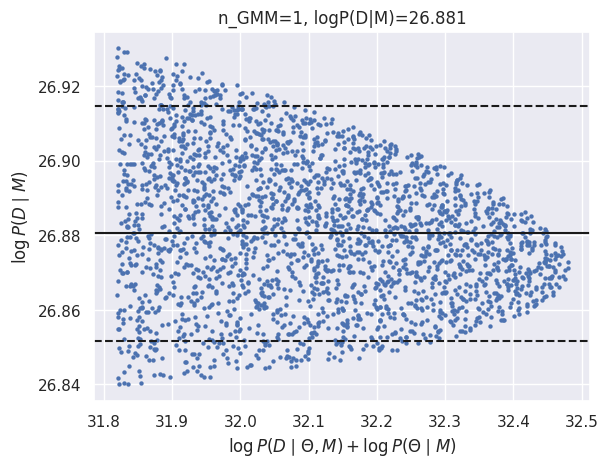 n_GMM=1, logP(D|M)=26.881
log P(D | M)
26.92
26.90
26.88
26.86
26.84
31.8 31.9 32.0 32.1 32.2 32.3 32.4 32.5
log P(D | Θ, M) + log P(Θ | M)